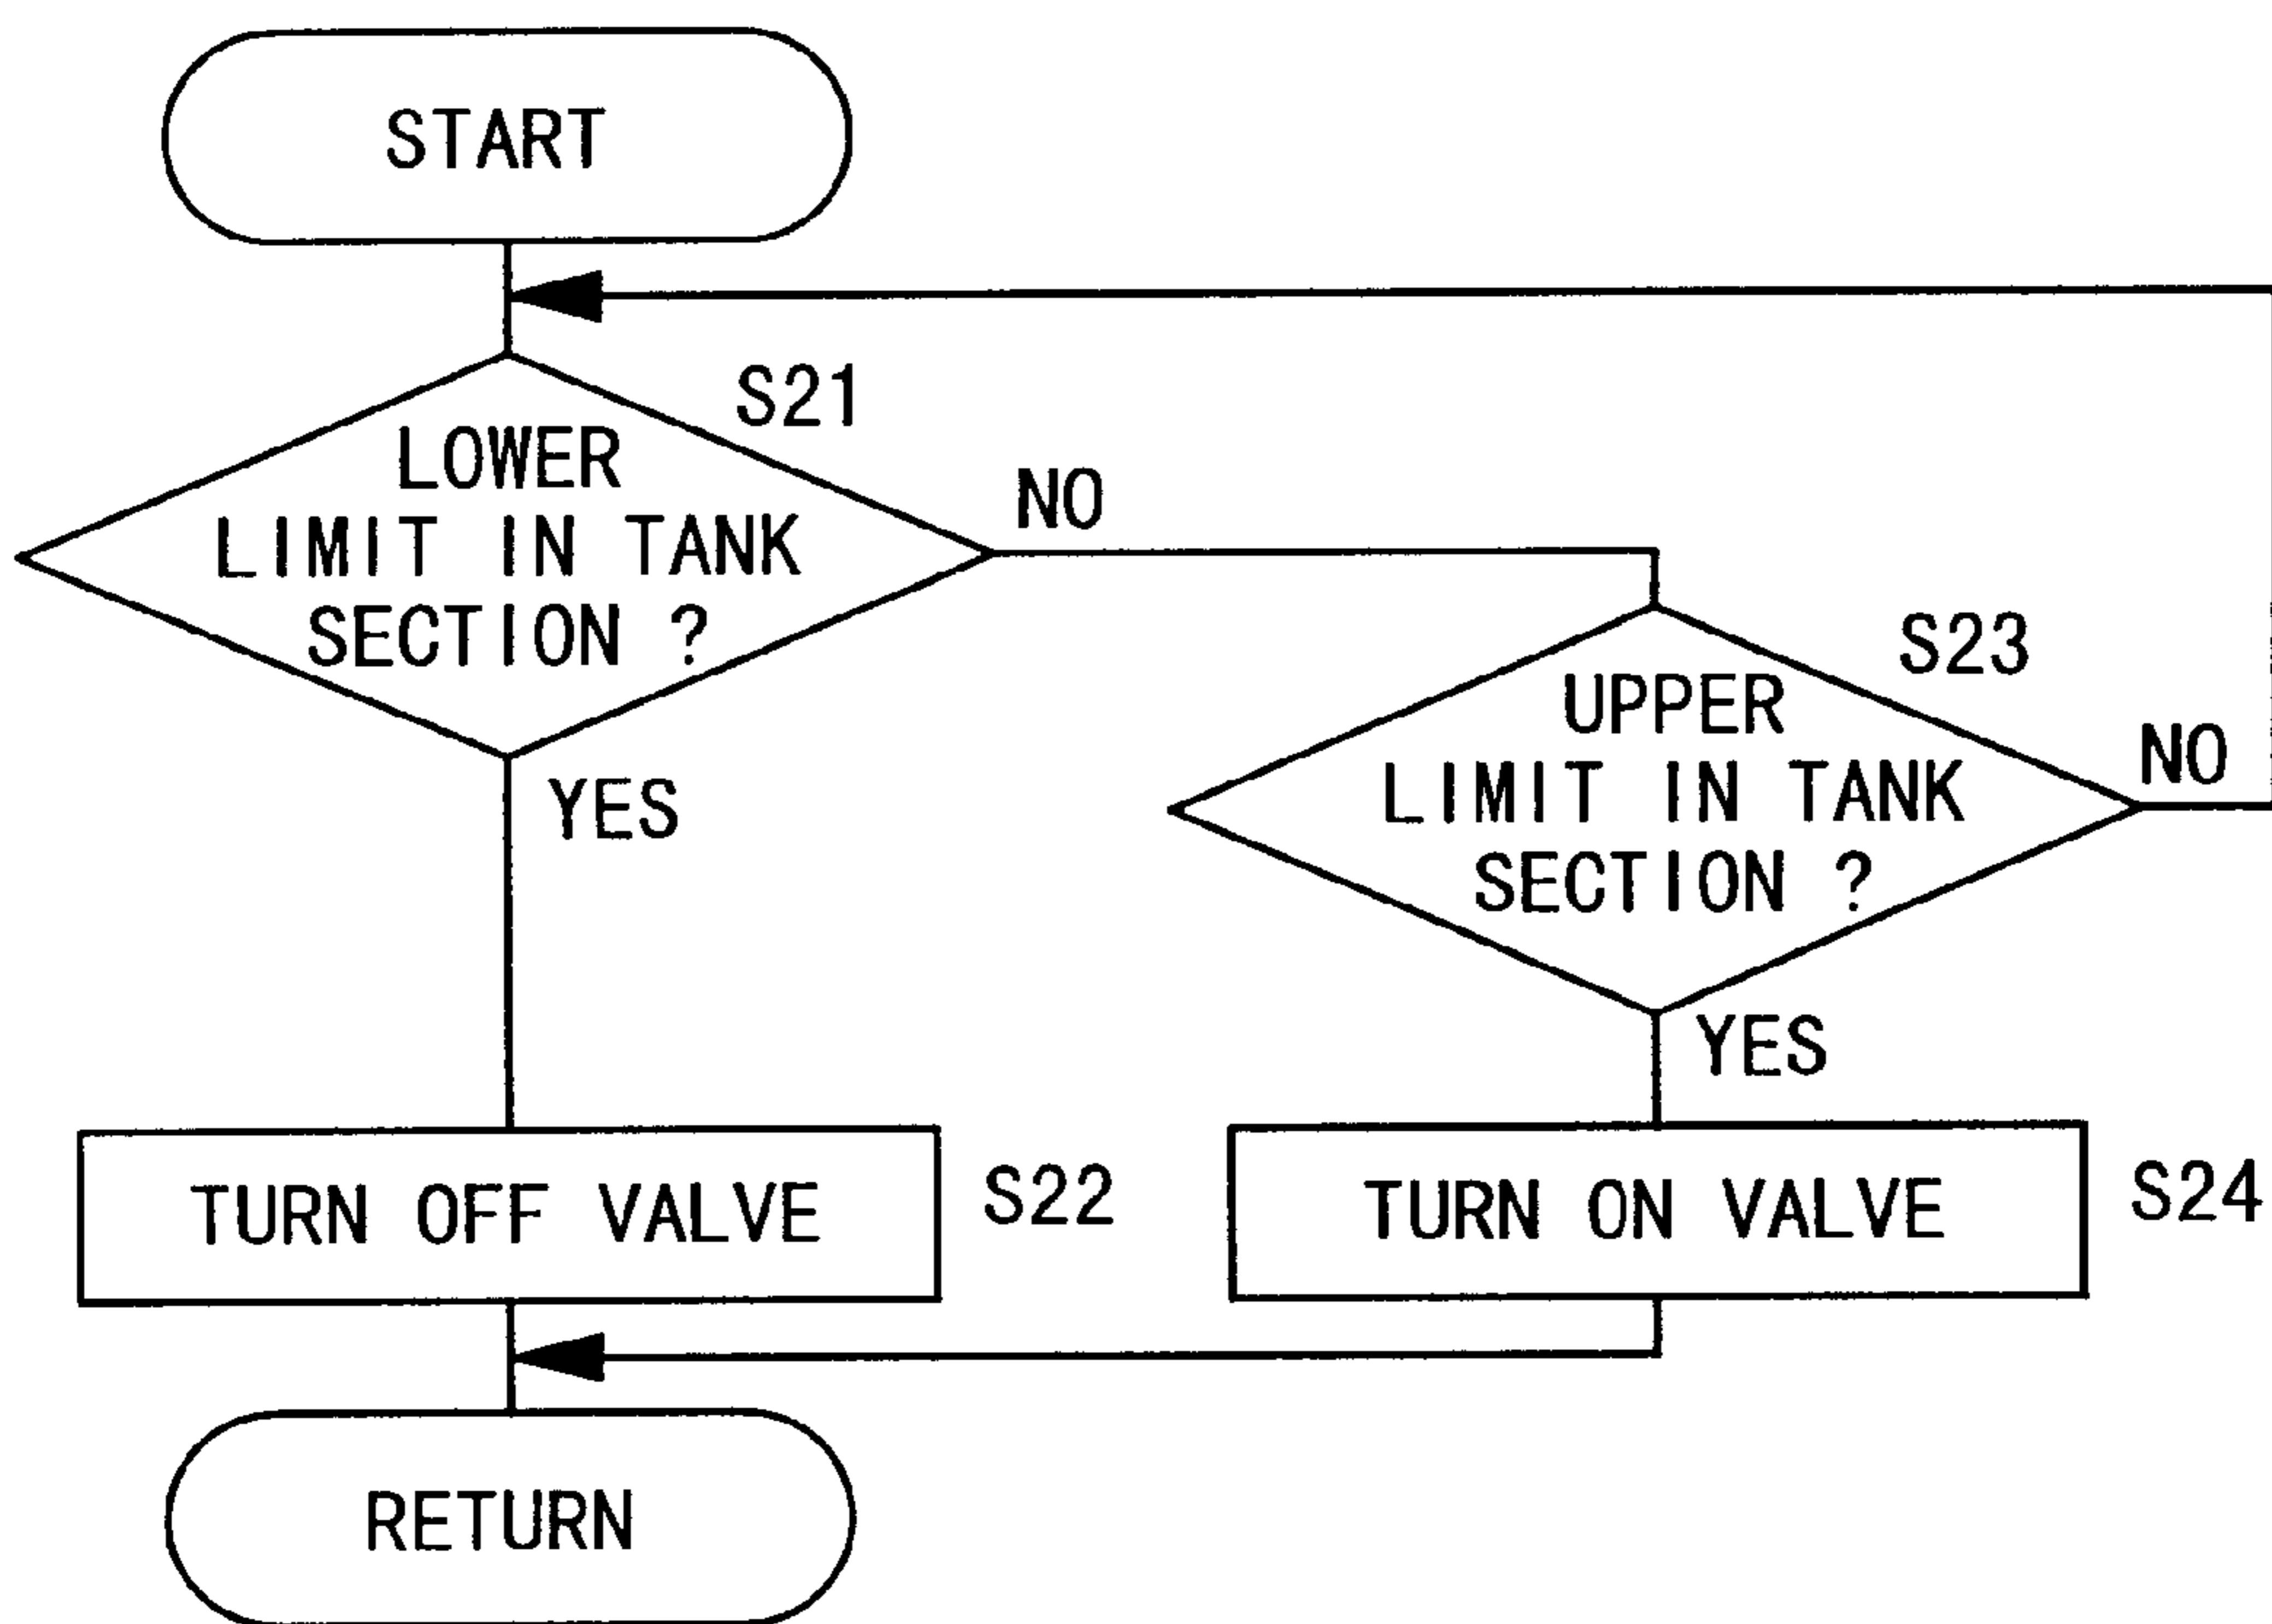 START
S21
LOWER
LIMIT IN TANK
SECTION ?
NO
YES
S23
UPPER
LIMIT IN TANK
SECTION ?
NO
YES
TURN OFF VALVE
S22
TURN ON VALVE
S24
RETURN